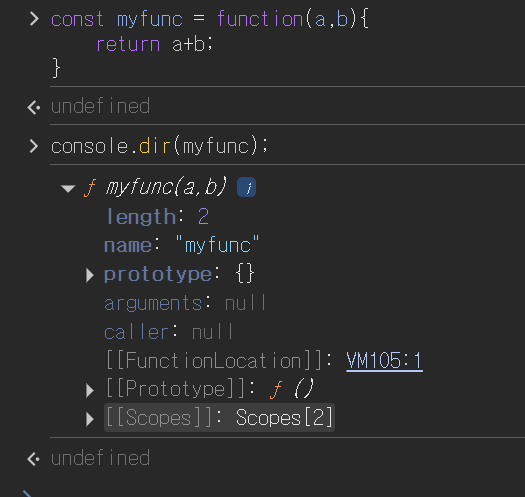 const myfunc = function(a,b){
    return a+b;
}
undefined
console.dir(myfunc);
ƒ myfunc(a,b) i
length: 2
name: "myfunc"
prototype: {}
arguments: null
caller: null
[[FunctionLocation]]: VM105:1
[[Prototype]]: ƒ ()
[[Scopes]]: Scopes[2]
undefined